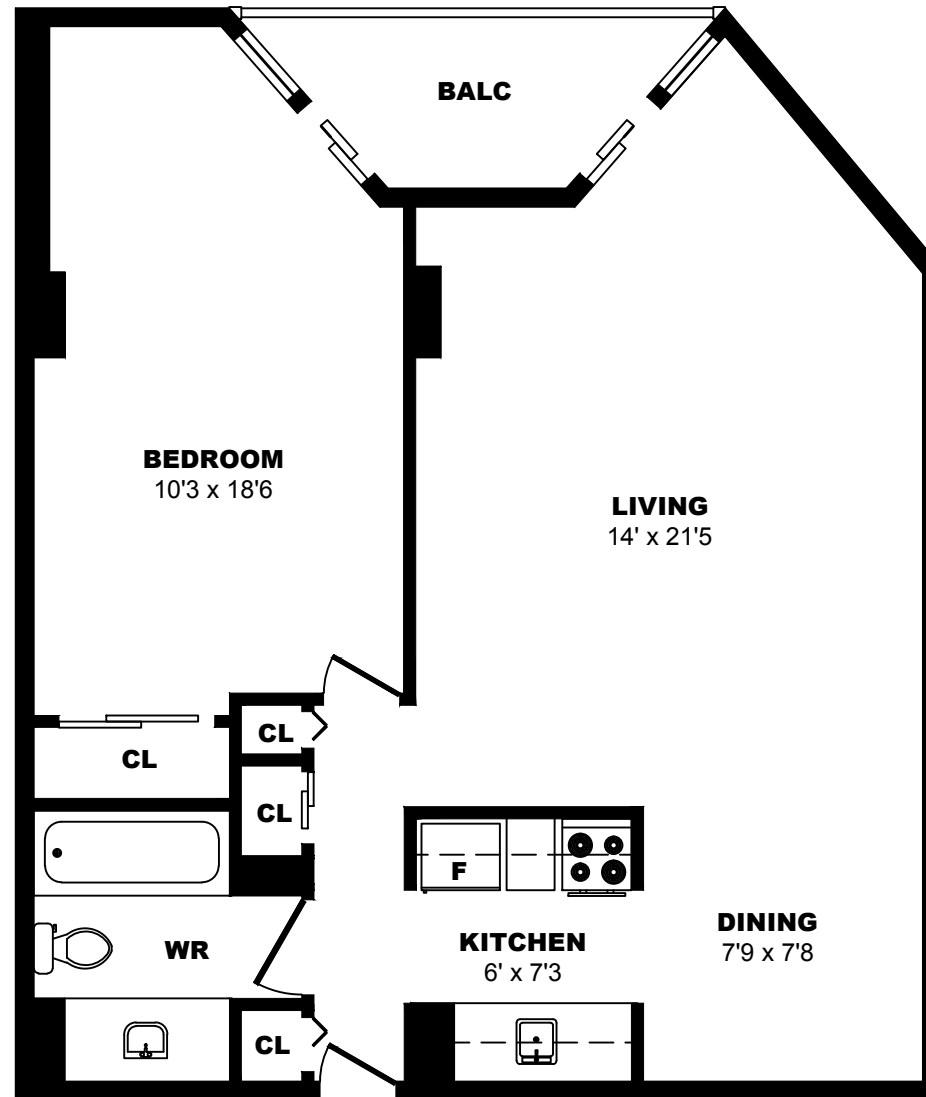 BALC
BEDROOM
10'3 x 18'6
LIVING
14' x 21'5
CL
CL
CL
F
WR
KITCHEN
6' x 7'3
DINING
7'9 x 7'8
CL